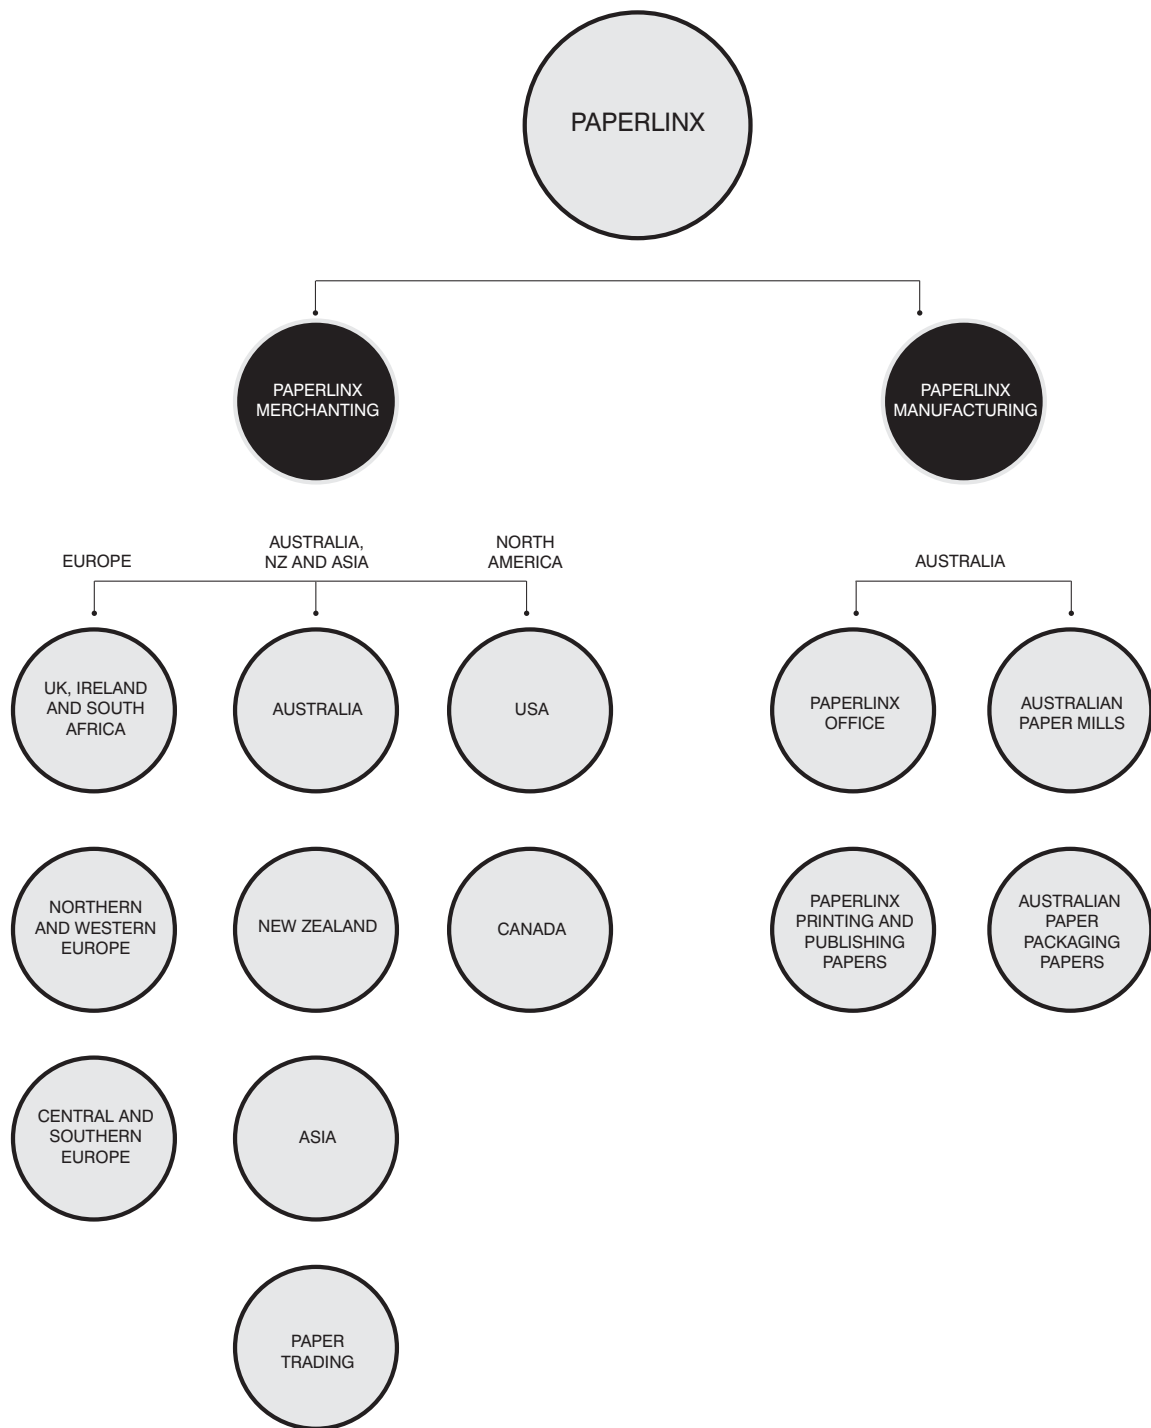 PAPERLINX
PAPERLINX
MERCHANTING
PAPERLINX
MANUFACTURING
EUROPE
AUSTRALIA,
NZ AND ASIA
NORTH
AMERICA
AUSTRALIA
UK, IRELAND
AND SOUTH
AFRICA
AUSTRALIA
USA
PAPERLINX
OFFICE
AUSTRALIAN
PAPER MILLS
NORTHERN
AND WESTERN
EUROPE
NEW ZEALAND
CANADA
PAPERLINX
PRINTING AND
PUBLISHING
PAPERS
AUSTRALIAN
PAPER
PACKAGING
PAPERS
CENTRAL AND
SOUTHERN
EUROPE
ASIA
PAPER
TRADING